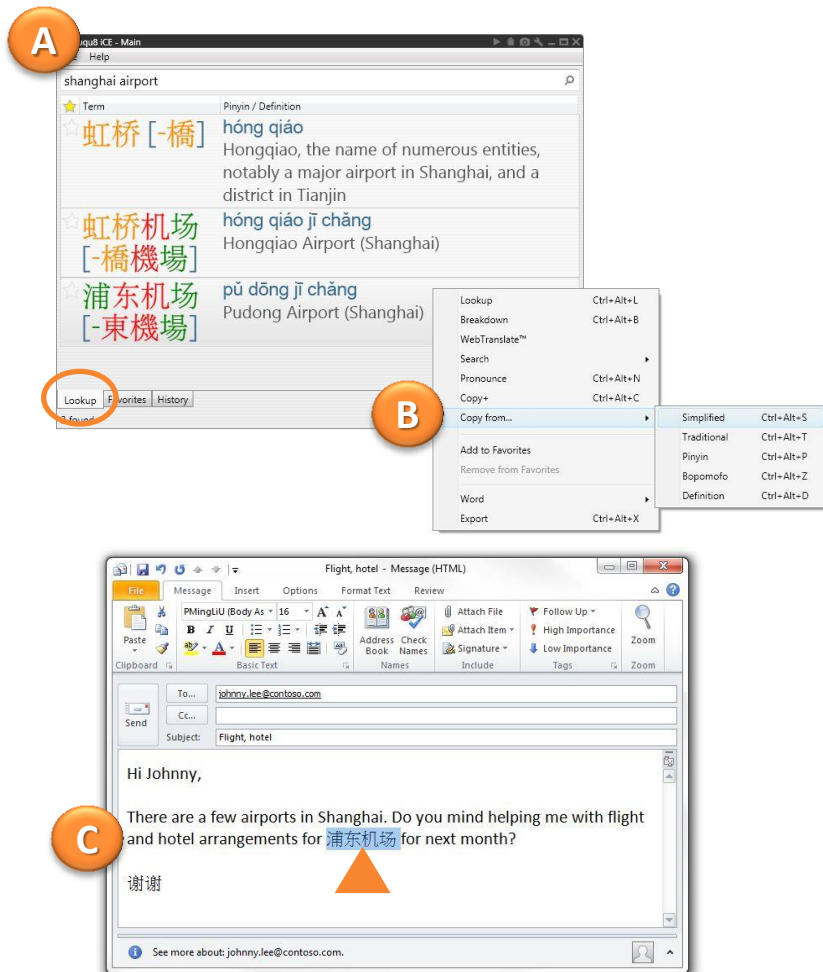 A
uqu8 iCE - Main
Help
shanghai airport
Term Pinyin / Definition
虹桥 [-橋] hóng qiáo
Hongqiao, the name of numerous entities,
notably a major airport in Shanghai, and a
district in Tianjin
虹桥机场 hóng qiáo jī chǎng
[-橋機場] Hongqiao Airport (Shanghai)
浦东机场 pǔ dōng jī chǎng
[-東機場] Pudong Airport (Shanghai)
Lookup Favorites History
found
B
Lookup Ctrl+Alt+L
Breakdown Ctrl+Alt+B
WebTranslate™
Search
Pronounce Ctrl+Alt+N
Copy+ Ctrl+Alt+C
Copy from...
Add to Favorites
Remove from Favorites
Word
Export Ctrl+Alt+X
Simplified Ctrl+Alt+S
Traditional Ctrl+Alt+T
Pinyin Ctrl+Alt+P
Bopomofo Ctrl+Alt+Z
Definition Ctrl+Alt+D
Flight, hotel - Message (HTML)
File Message Insert Options Format Text Review
PMingLiU (Body As 16 A A Attach File Follow Up
B I U Attach Item High Importance
Paste Address Book Check Names Signature Low Importance Zoom
Clipboard Basic Text Names Include Tags Zoom
To... johnny.lee@contoso.com
Cc...
Send
Subject: Flight, hotel
Hi Johnny,
There are a few airports in Shanghai. Do you mind helping me with flight
C
and hotel arrangements for 浦东机场 for next month?
谢谢
See more about: johnny.lee@contoso.com.